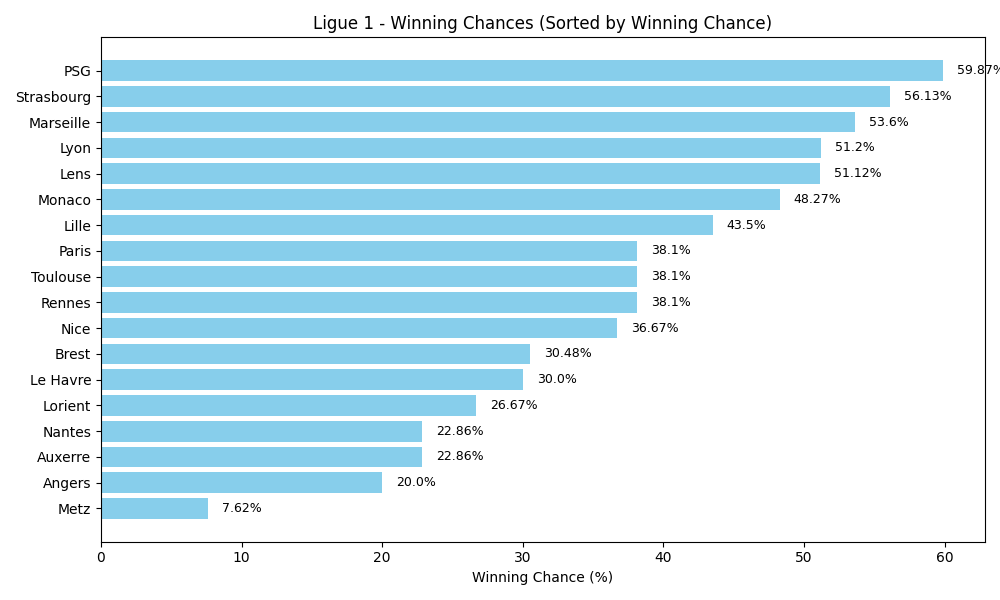 Ligue 1 - Winning Chances (Sorted by Winning Chance)
PSG 59.87%
Strasbourg 56.13%
Marseille 53.6%
Lyon 51.2%
Lens 51.12%
Monaco 48.27%
Lille 43.5%
Paris 38.1%
Toulouse 38.1%
Rennes 38.1%
Nice 36.67%
Brest 30.48%
Le Havre 30.0%
Lorient 26.67%
Nantes 22.86%
Auxerre 22.86%
Angers 20.0%
Metz 7.62%
0 10 20 30 40 50 60
Winning Chance (%)